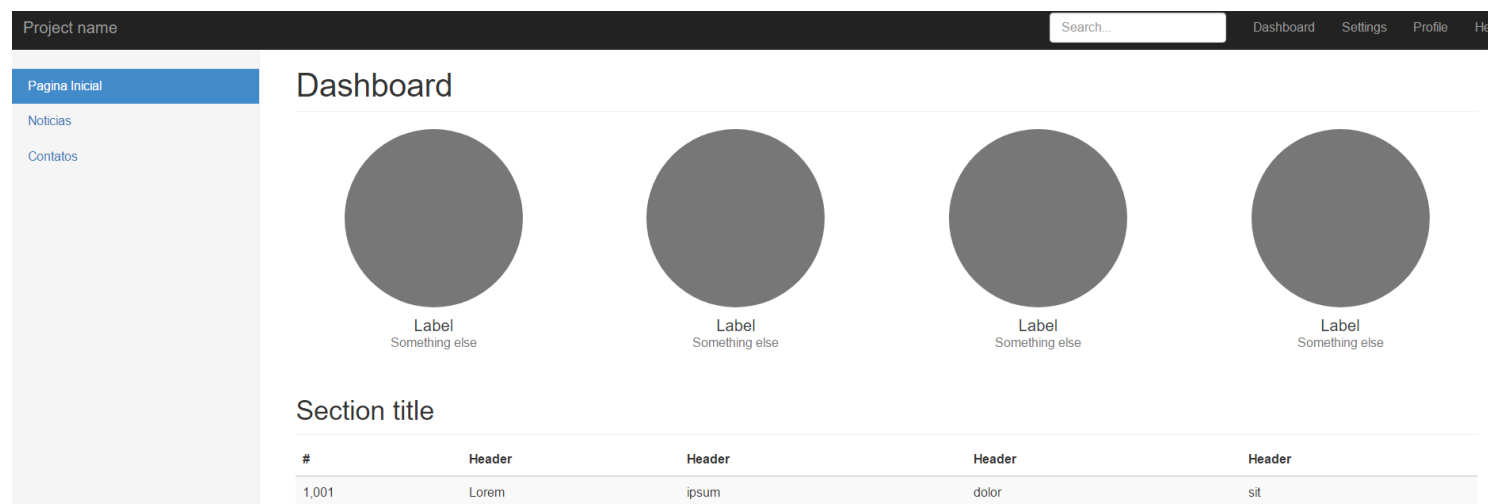 Project name Search... Dashboard Settings Profile He
Pagina Inicial
Noticias
Contatos
Dashboard
Label Label Label Label
Something else Something else Something else Something else
Section title
# Header Header Header Header
1,001 Lorem ipsum dolor sit